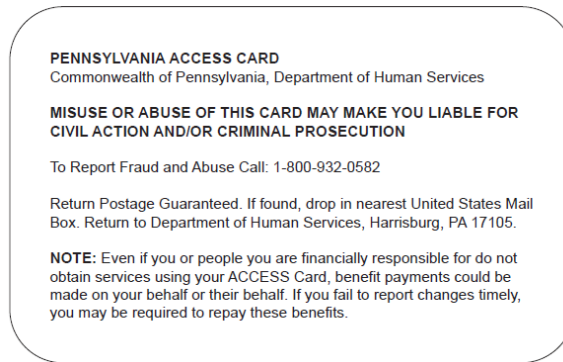 PENNSYLVANIA ACCESS CARD
Commonwealth of Pennsylvania, Department of Human Services
MISUSE OR ABUSE OF THIS CARD MAY MAKE YOU LIABLE FOR
CIVIL ACTION AND/OR CRIMINAL PROSECUTION
To Report Fraud and Abuse Call: 1-800-932-0582
Return Postage Guaranteed. If found, drop in nearest United States Mail
Box. Return to Department of Human Services, Harrisburg, PA 17105.
NOTE: Even if you or people you are financially responsible for do not
obtain services using your ACCESS Card, benefit payments could be
made on your behalf or their behalf. If you fail to report changes timely,
you may be required to repay these benefits.